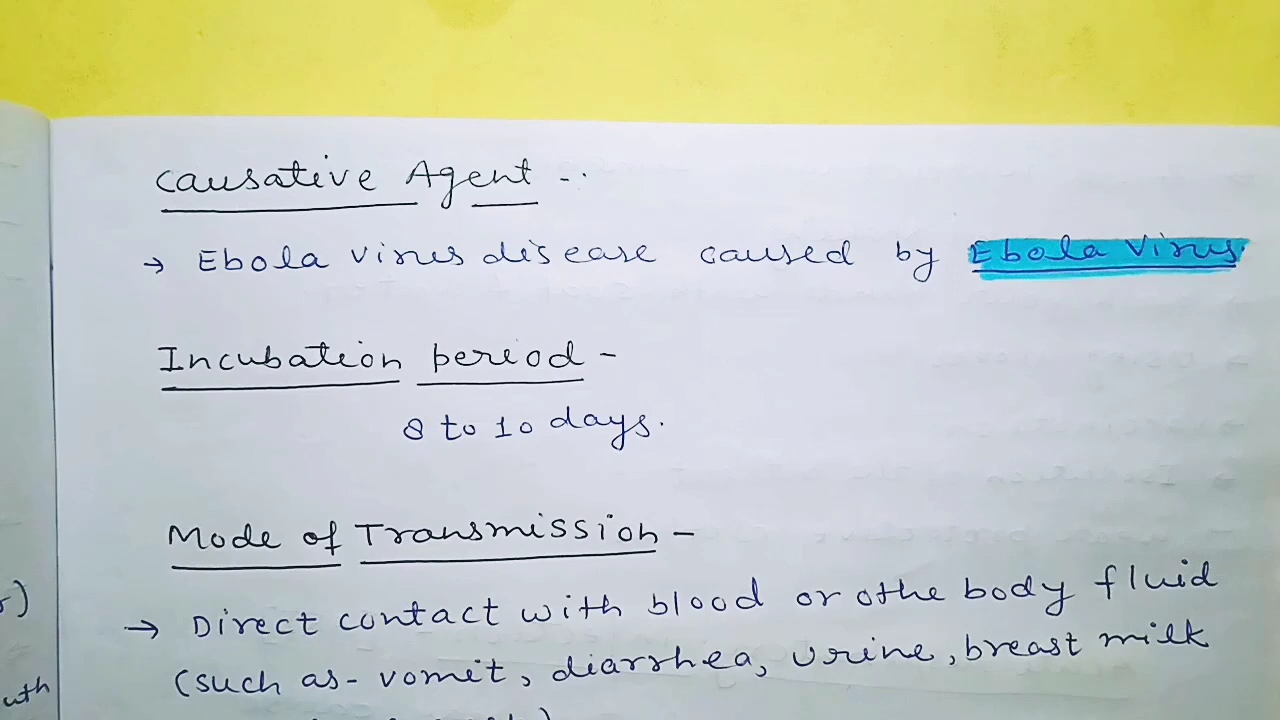 Causative Agent -.
→ Ebola Virus disease caused by Ebola Virus
Incubation period -
8 to 10 days.
Mode of Transmission -
→ Direct contact with blood or othe body fluid
(such as - vomit, diarrhea, urine, breast milk